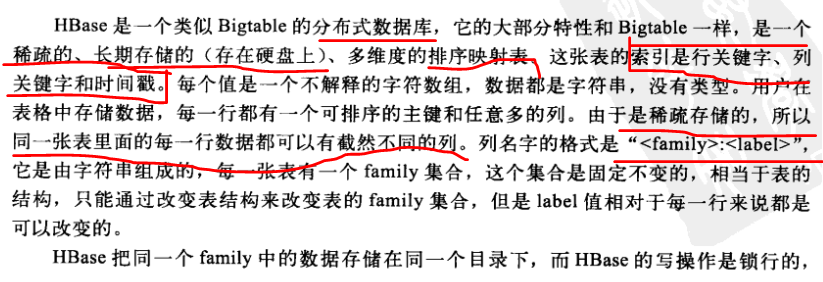 HBase 是一个类似 Bigtable 的分布式数据库，它的大部分特性和 Bigtable 一样，是一个
稀疏的、长期存储的（存在硬盘上）、多维度的排序映射表。这张表的索引是行关键字、列
关键字和时间戳。每个值是一个不解释的字符数组，数据都是字符串，没有类型。用户在
表格中存储数据，每一行都有一个可排序的主键和任意多的列。由于是稀疏存储的，所以
同一张表里面的每一行数据都可以有截然不同的列。列名字的格式是“<family>:<label>”，
它是由字符串组成的，每一张表有一个 family 集合，这个集合是固定不变的，相当于表的
结构，只能通过改变表结构来改变表的 family 集合，但是 label 值相对于每一行来说都是
可以改变的。
HBase 把同一个 family 中的数据存储在同一个目录下，而 HBase 的写操作是锁行的，